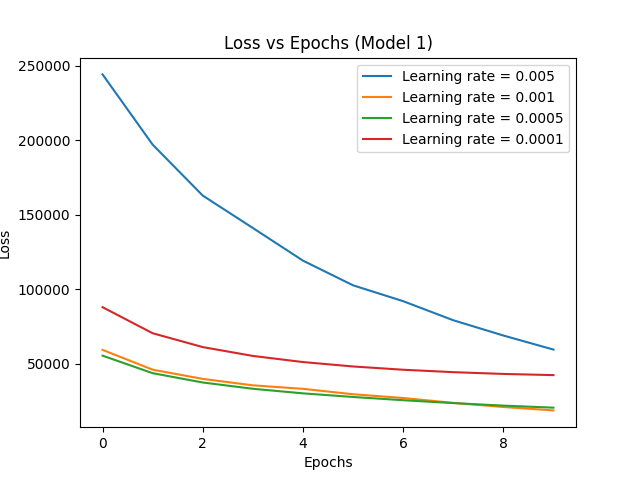 Loss vs Epochs (Model 1)
250000
200000
150000
100000
50000
Loss
Learning rate = 0.005
Learning rate = 0.001
Learning rate = 0.0005
Learning rate = 0.0001
0 2 4 6 8
Epochs